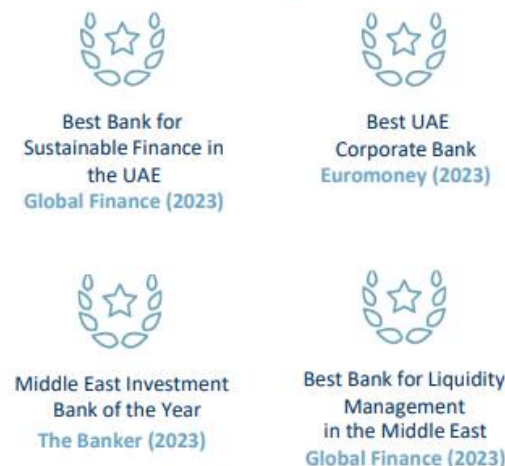 Best Bank for
Sustainable Finance in
the UAE
Global Finance (2023)
Best UAE
Corporate Bank
Euromoney (2023)
Middle East Investment
Bank of the Year
The Banker (2023)
Best Bank for Liquidity
Management
in the Middle East
Global Finance (2023)